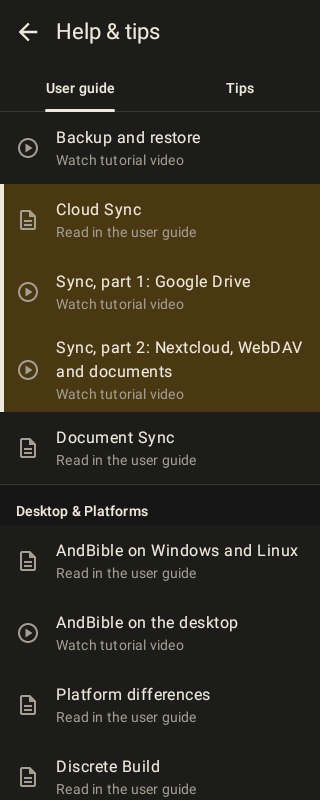 Help & tips
User guide
Tips
Backup and restore
Watch tutorial video
Cloud Sync
Read in the user guide
Sync, part 1: Google Drive
Watch tutorial video
Sync, part 2: Nextcloud, WebDAV
and documents
Watch tutorial video
Document Sync
Read in the user guide
Desktop & Platforms
AndBible on Windows and Linux
Read in the user guide
AndBible on the desktop
Watch tutorial video
Platform differences
Read in the user guide
Discrete Build
Read in the user guide